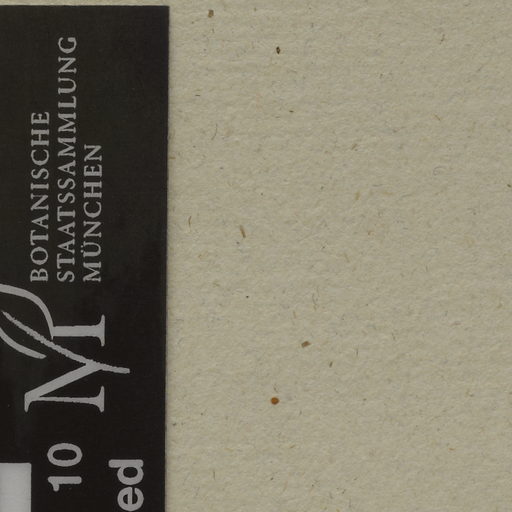 BOTANISCHE
STAATSSAMMLUNG
MÜNCHEN
M
10
ed